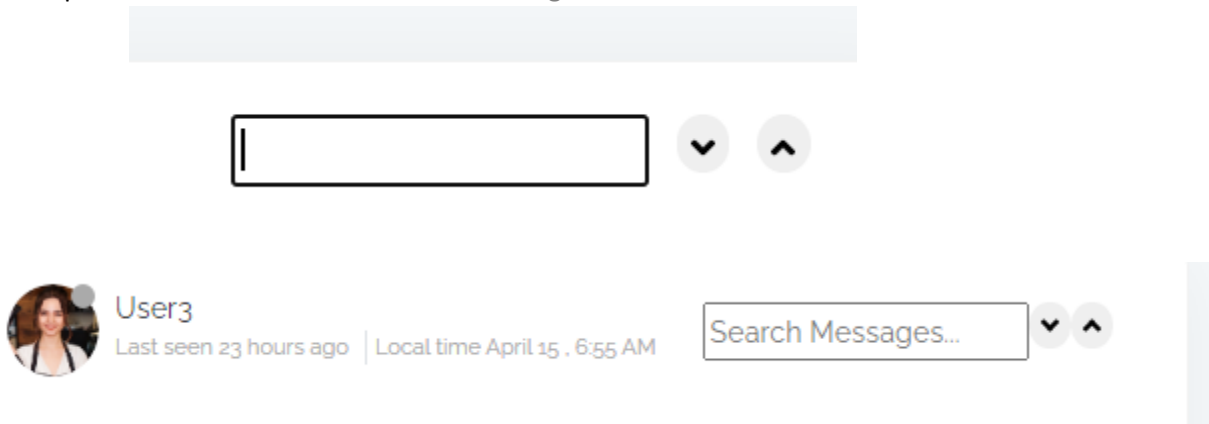 User3
Last seen 23 hours ago
Local time April 15 , 6:55 AM
Search Messages...